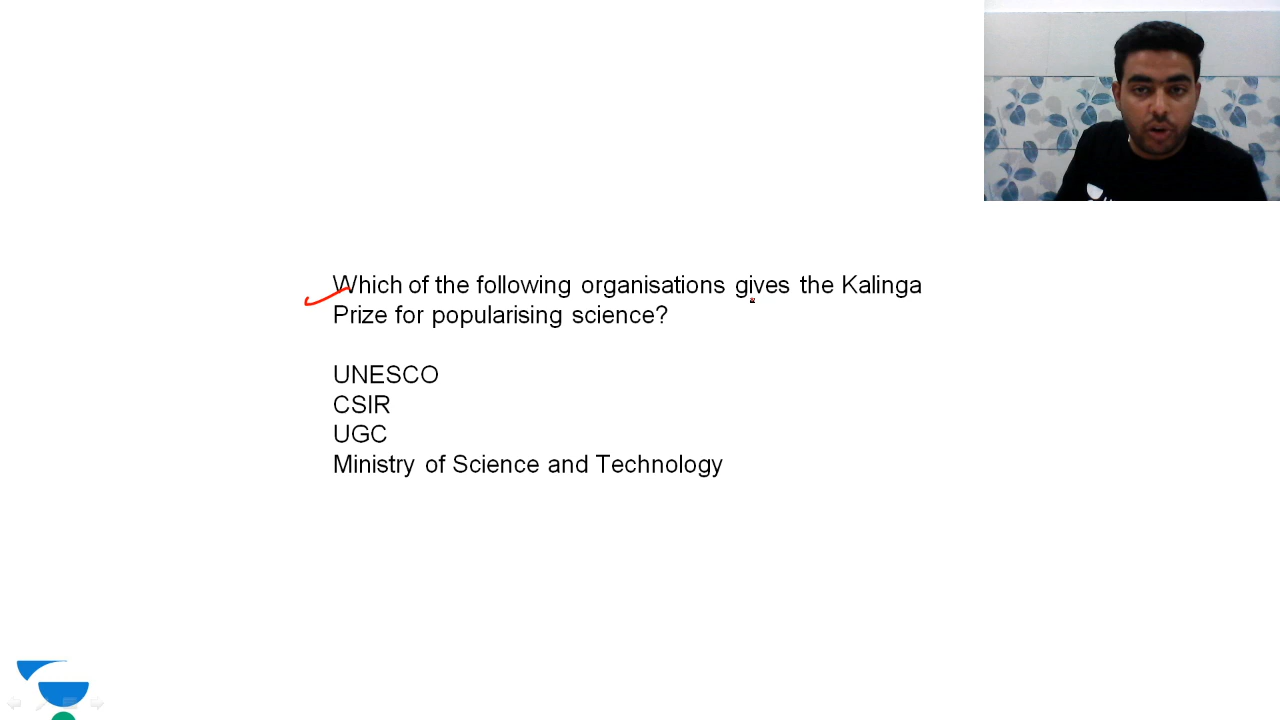 Which of the following organisations gives the Kalinga
Prize for popularising science?
UNESCO
CSIR
UGC
Ministry of Science and Technology